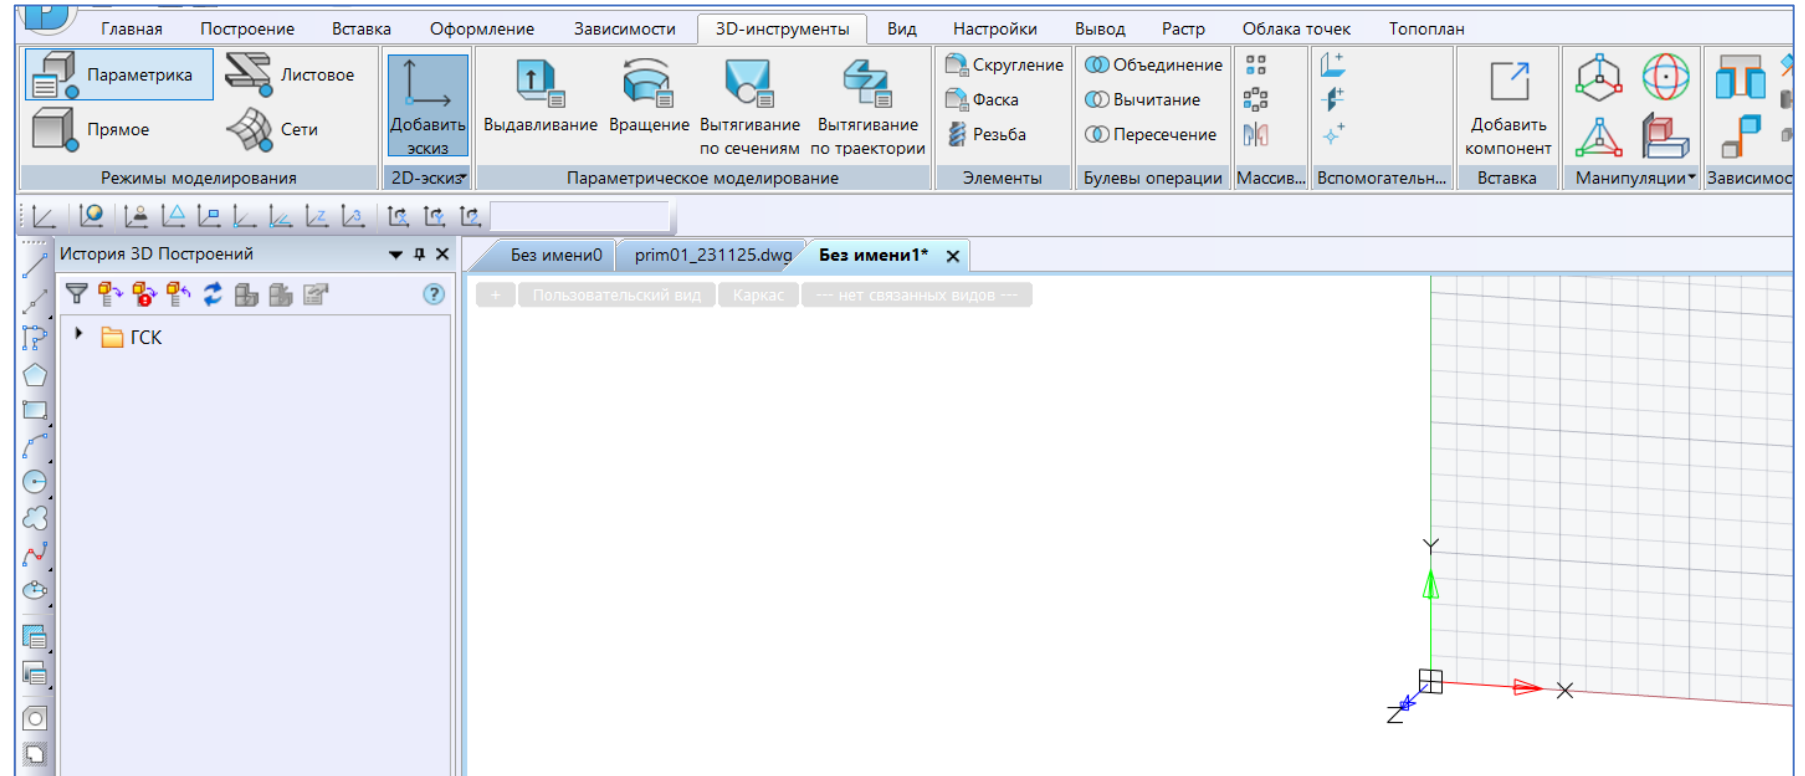 Главная Построение Вставка Оформление Зависимости 3D-инструменты Вид Настройки Вывод Растр Облака точек Топоплан
Параметрика Листовое
Прямое Сети
Режимы моделирования
Добавить
эскиз
2D-эскиз
Выдавливание Вращение Вытягивание
по сечениям
Вытягивание
по траектории
Параметрическое моделирование
Скругление
Фаска
Резьба
Элементы
Объединение
Вычитание
Пересечение
Булевы операции
Массив...
Вспомогательн...
Добавить
компонент
Вставка
Манипуляции
Зависимос
История 3D Построений
ГСК
Без имени0 prim01_231125.dwg Без имени1*
+ Пользовательский вид Каркас --- нет связанных видов ---
Y
X
Z